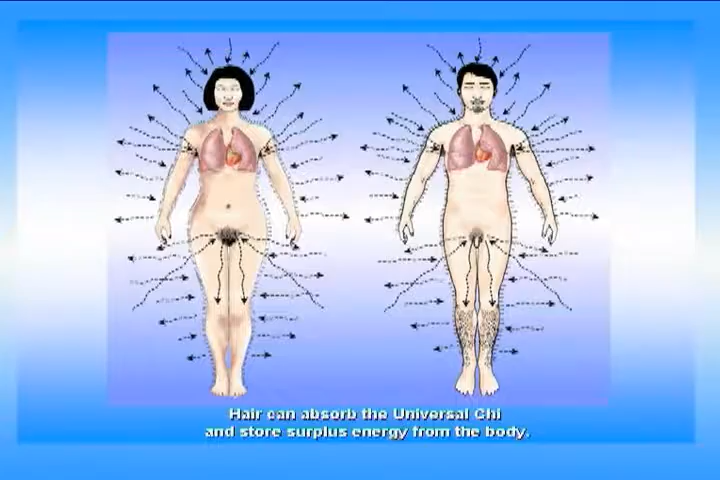 Hair can absorb the Universal Chi
and store surplus energy from the body.